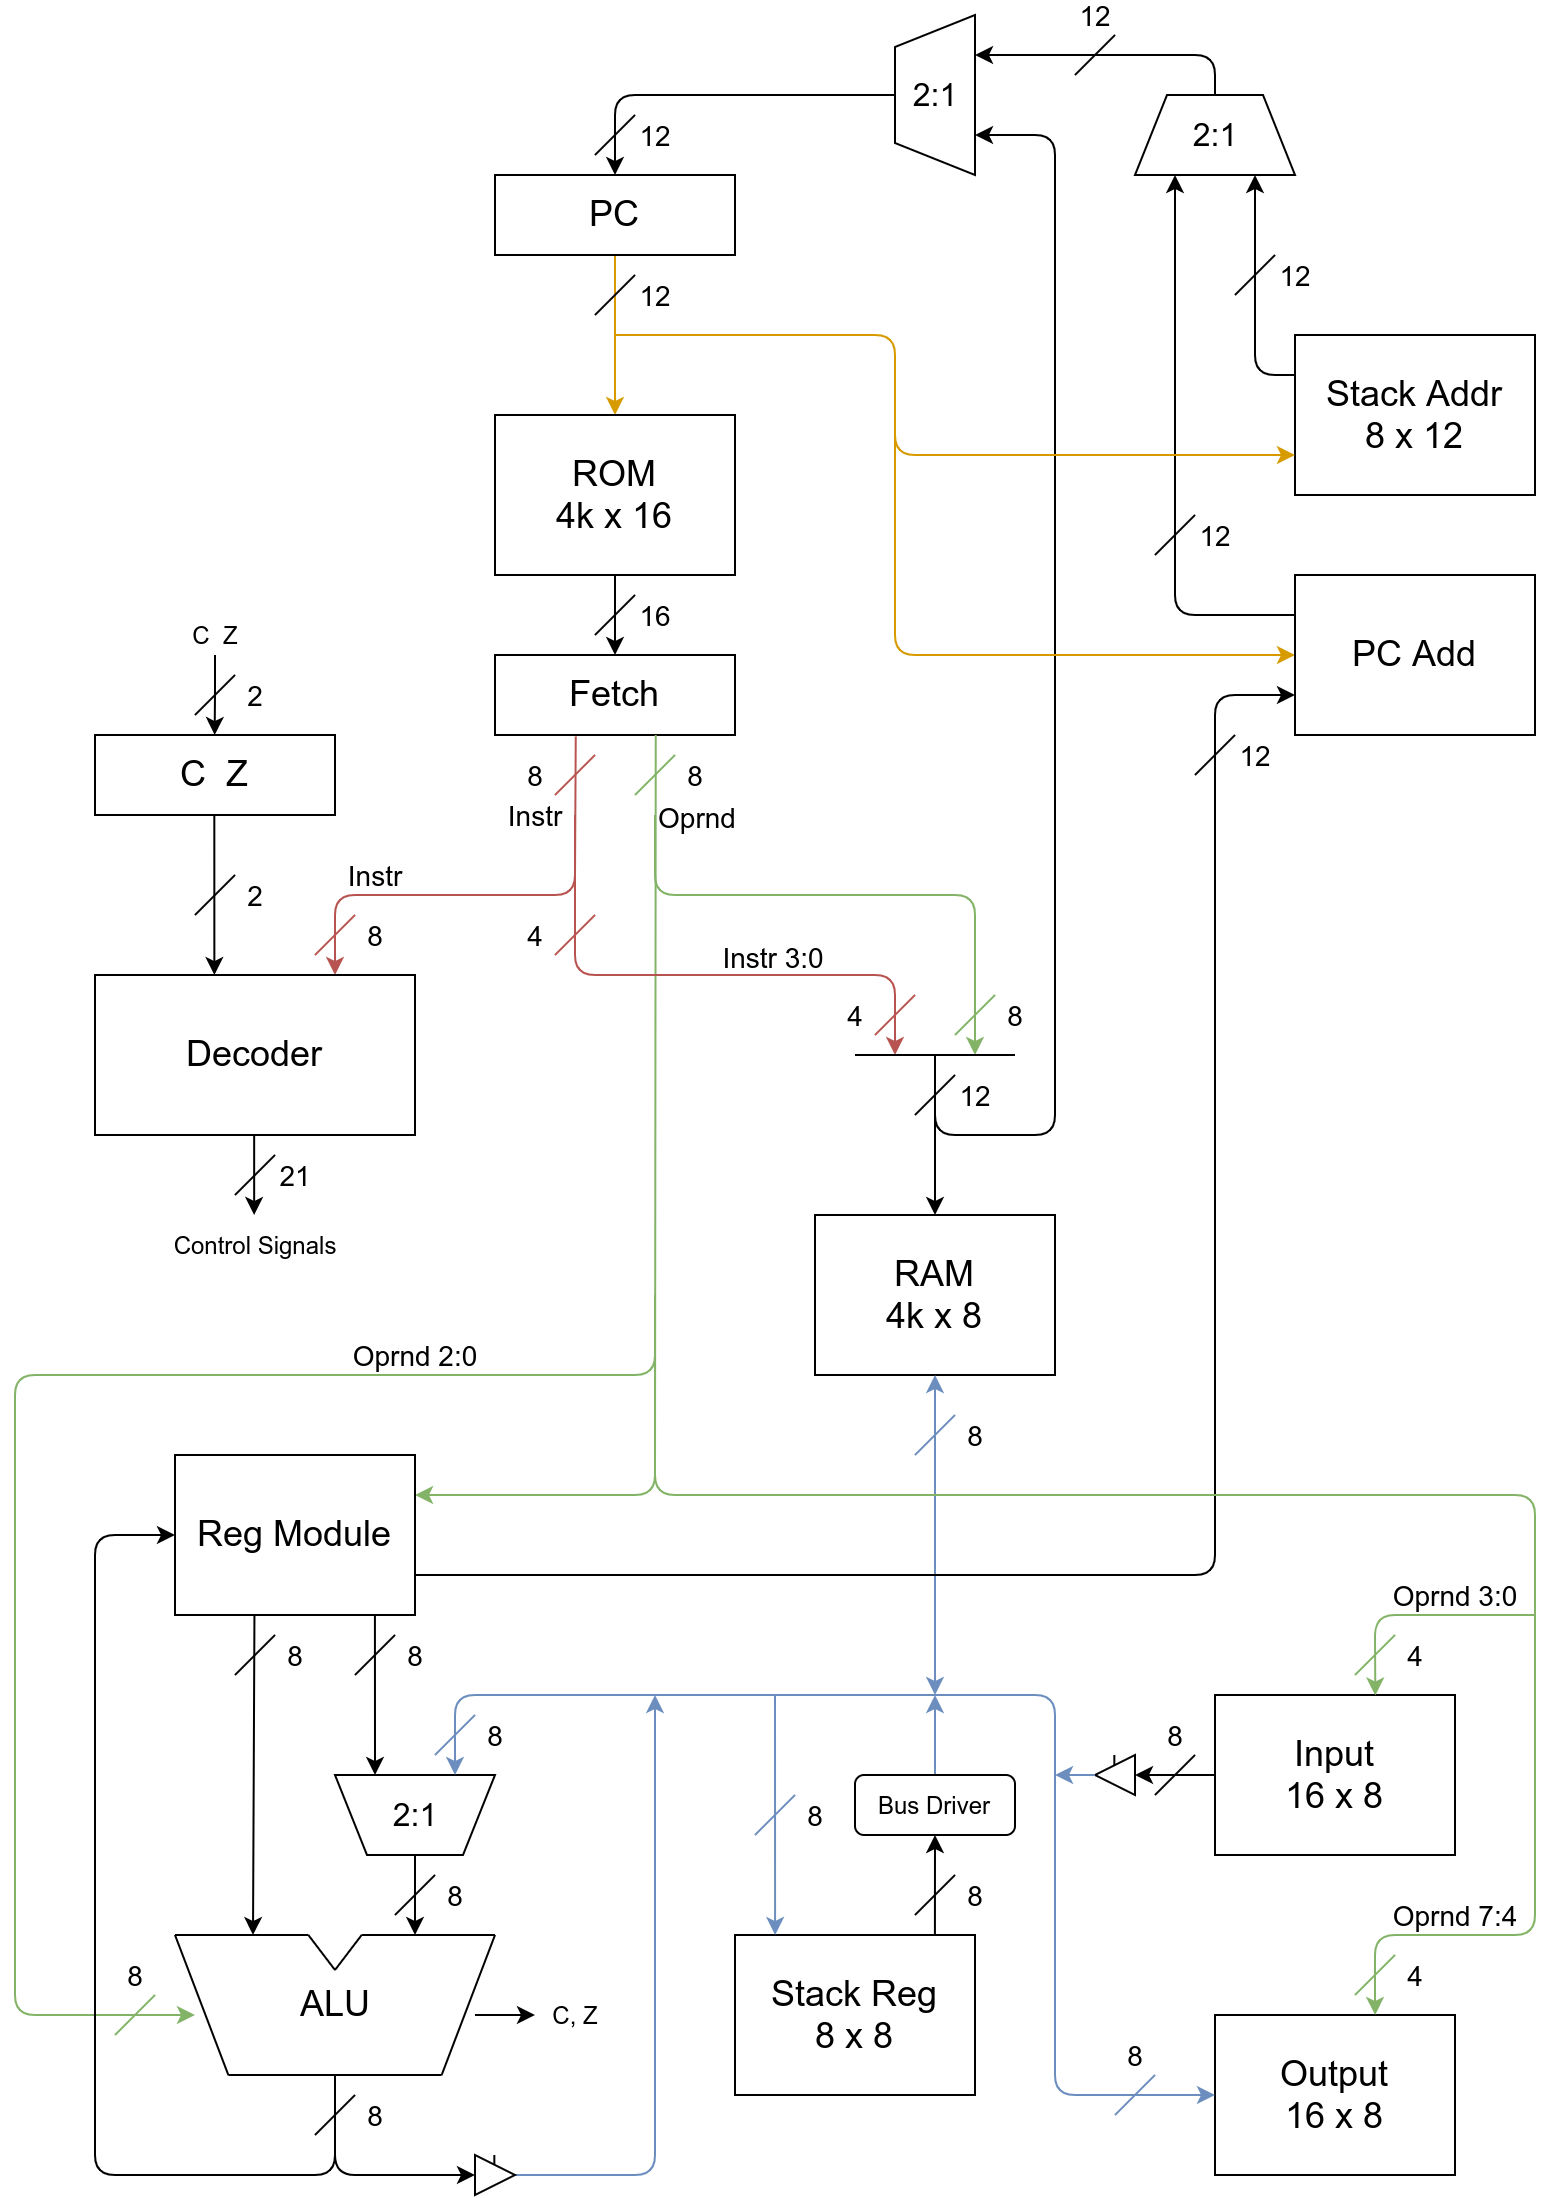 12
2:1
2:1
12
PC
12
12
Stack Addr
8 x 12
ROM
4k x 16
12
16
C  Z
PC Add
Fetch
2
12
C  Z
8
8
Instr
Oprnd
Instr
2
8
4
Instr 3:0
4
8
Decoder
12
21
Control Signals
RAM
4k x 8
Oprnd 2:0
8
Reg Module
Oprnd 3:0
8
8
4
8
8
Input
16 x 8
2:1
8
Bus Driver
8
8
Oprnd 7:4
8
4
ALU
C, Z
Stack Reg
8 x 8
8
Output
16 x 8
8